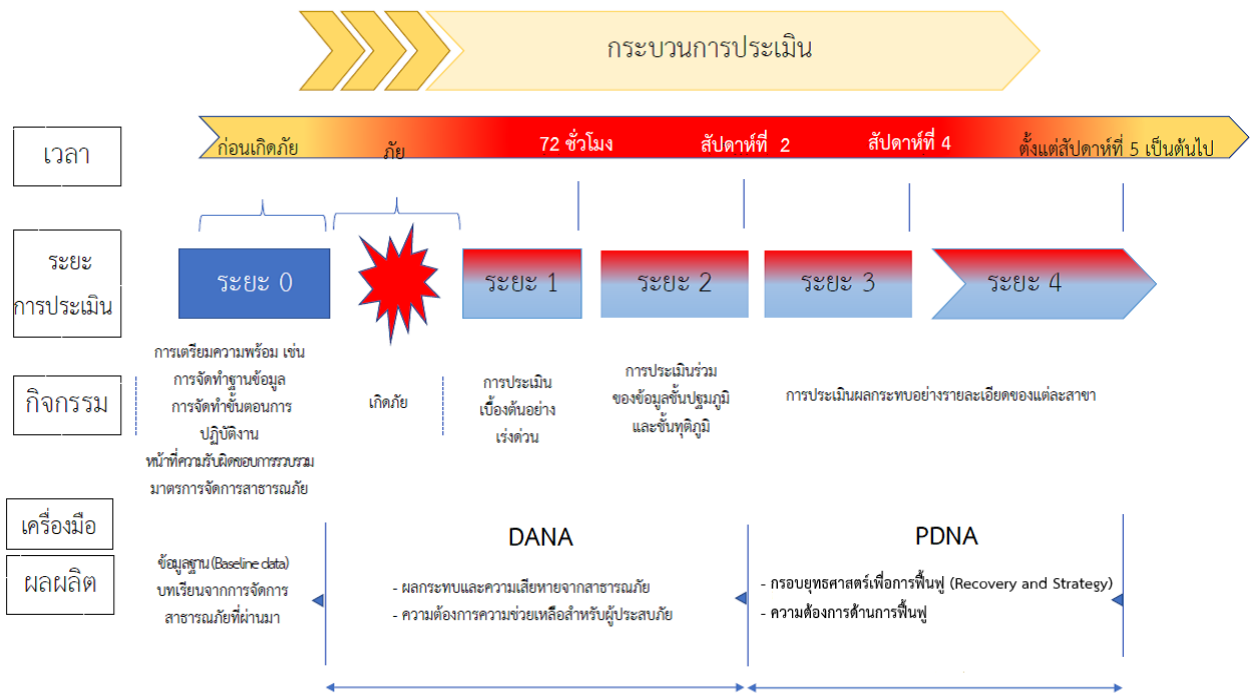 กระบวนการประเมิน
เวลา
ก่อนเกิดภัย
ภัย
72 ชั่วโมง
สัปดาห์ที่ 2
สัปดาห์ที่ 4
ตั้งแต่สัปดาห์ที่ 5 เป็นต้นไป
ระยะ
การประเมิน
ระยะ 0
ระยะ 1
ระยะ 2
ระยะ 3
ระยะ 4
กิจกรรม
การเตรียมความพร้อม เช่น
การจัดทำฐานข้อมูล
การจัดทำขั้นตอนการ
ปฏิบัติงาน
หน้าที่ความรับผิดขอบการรวบรวม
มาตรการจัดการสาธารณภัย
เกิดภัย
การประเมิน
เบื้องต้นอย่าง
เร่งด่วน
การประเมินร่วม
ของข้อมูลขั้นปฐมภูมิ
และขั้นทุติภูมิ
การประเมินผลกระทบอย่างรายละเอียดของแต่ละสาขา
เครื่องมือ
DANA
PDNA
ผลผลิต
ข้อมูลฐาน (Baseline data)
บทเรียนจากการจัดการ
สาธารณภัยที่ผ่านมา
- ผลกระทบและความเสียหายจากสาธารณภัย
- ความต้องการความช่วยเหลือสำหรับผู้ประสบภัย
- กรอบยุทธศาสตร์เพื่อการฟื้นฟู (Recovery and Strategy)
- ความต้องการด้านการฟื้นฟู